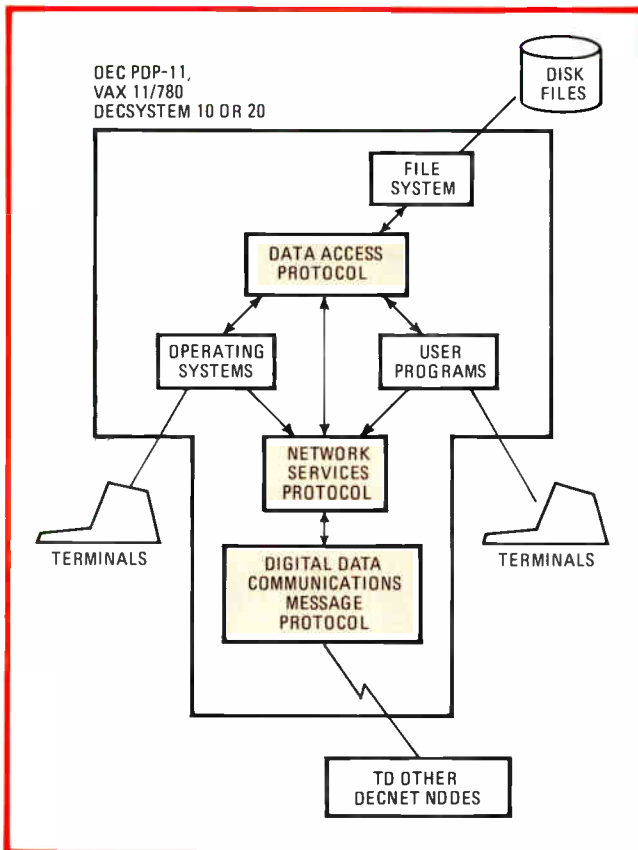 DEC PDP-11,
VAX 11/780
DECSYSTEM 10 OR 20
DISK
FILES
FILE
SYSTEM
DATA ACCESS
PROTOCOL
OPERATING
SYSTEMS
USER
PROGRAMS
NETWORK
SERVICES
PROTOCOL
TERMINALS
TERMINALS
DIGITAL DATA
COMMUNICATIONS
MESSAGE
PROTOCOL
TO OTHER
DECNET NODES